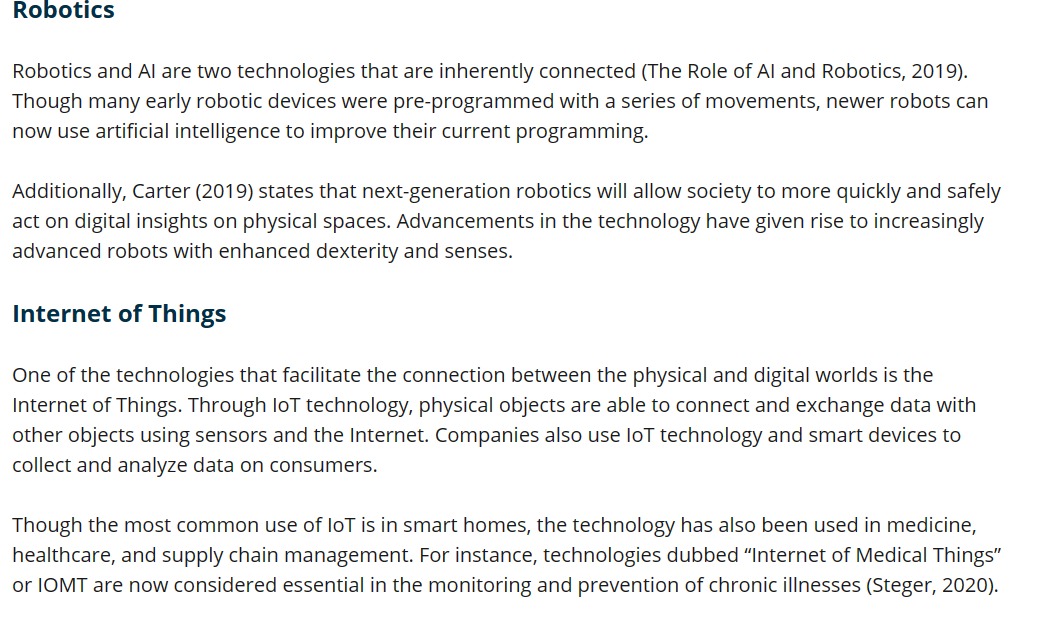 Robotics
Robotics and AI are two technologies that are inherently connected (The Role of AI and Robotics, 2019).
Though many early robotic devices were pre-programmed with a series of movements, newer robots can
now use artificial intelligence to improve their current programming.
Additionally, Carter (2019) states that next-generation robotics will allow society to more quickly and safely
act on digital insights on physical spaces. Advancements in the technology have given rise to increasingly
advanced robots with enhanced dexterity and senses.
Internet of Things
One of the technologies that facilitate the connection between the physical and digital worlds is the
Internet of Things. Through IoT technology, physical objects are able to connect and exchange data with
other objects using sensors and the Internet. Companies also use IoT technology and smart devices to
collect and analyze data on consumers.
Though the most common use of IoT is in smart homes, the technology has also been used in medicine,
healthcare, and supply chain management. For instance, technologies dubbed “Internet of Medical Things”
or IOMT are now considered essential in the monitoring and prevention of chronic illnesses (Steger, 2020).